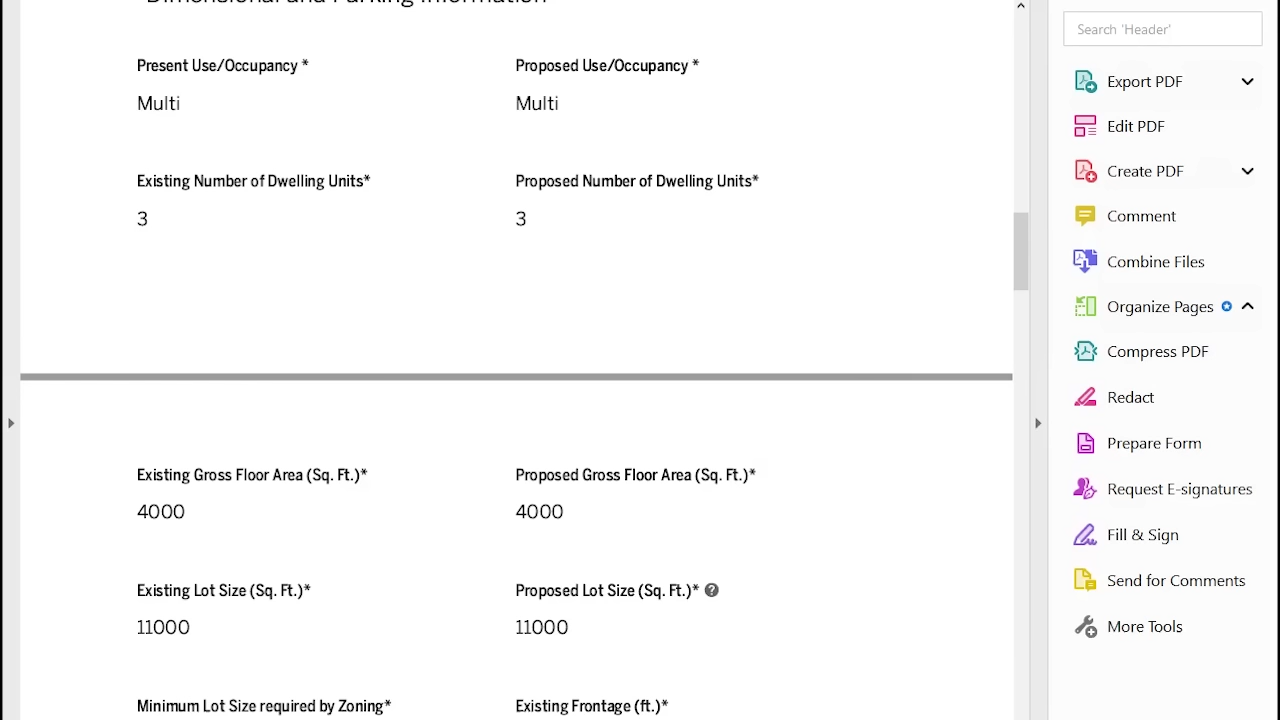 Dimensional and Parking Information
Present Use/Occupancy *
Proposed Use/Occupancy *
Multi
Multi
Existing Number of Dwelling Units*
Proposed Number of Dwelling Units*
3
3
Existing Gross Floor Area (Sq. Ft.)*
Proposed Gross Floor Area (Sq. Ft.)*
4000
4000
Existing Lot Size (Sq. Ft.)*
Proposed Lot Size (Sq. Ft.)* ?
11000
11000
Minimum Lot Size required by Zoning*
Existing Frontage (ft.)*
Search 'Header'
Export PDF
Edit PDF
Create PDF
Comment
Combine Files
Organize Pages
Compress PDF
Redact
Prepare Form
Request E-signatures
Fill & Sign
Send for Comments
More Tools